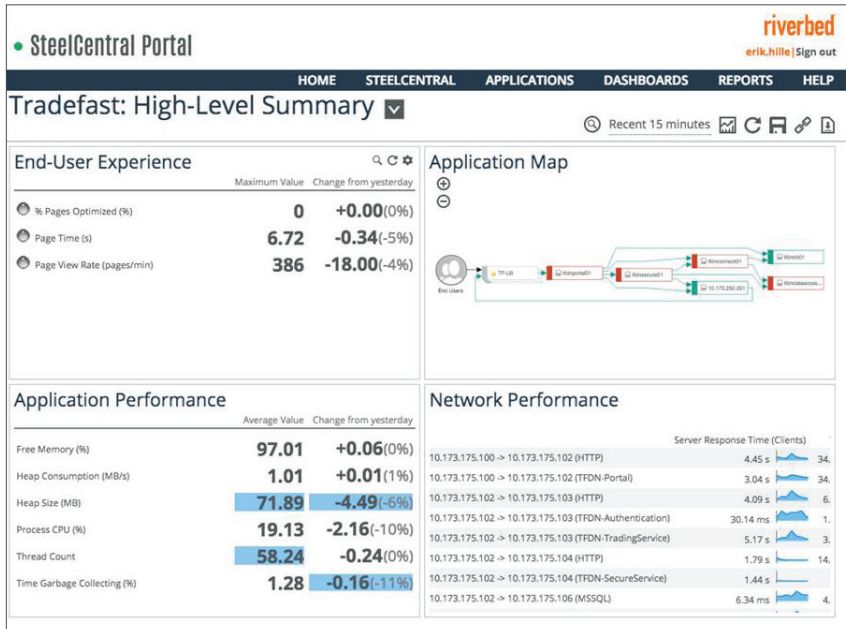 riverbed
SteelCentral Portal
erik.hille|Sign out
HOME STEELCENTRAL APPLICATIONS DASHBOARDS REPORTS HELP
Tradefast: High-Level Summary
Recent 15 minutes
End-User Experience
Maximum Value Change from yesterday
% Pages Optimized (%) 0 +0.00(0%)
Page Time (s) 6.72 -0.34(-5%)
Page View Rate (pages/min) 386 -18.00(-4%)
Application Map
End Users
TF-LB
10.173.260.261
Application Performance
Average Value Change from yesterday
Free Memory (%) 97.01 +0.06(0%)
Heap Consumption (MB/s) 1.01 +0.01(1%)
Heap Size (MB) 71.89 -4.49(-6%)
Process CPU (%) 19.13 -2.16(-10%)
Thread Count 58.24 -0.24(0%)
Time Garbage Collecting (%) 1.28 -0.16(-11%)
Network Performance
Server Response Time (Clients)
10.173.175.100 -> 10.173.175.102 (HTTP) 4.45 s 34.
10.173.175.100 -> 10.173.175.102 (TFDN-Portal) 3.04 s 34.
10.173.175.102 -> 10.173.175.103 (HTTP) 4.09 s 6.
10.173.175.102 -> 10.173.175.103 (TFDN-Authentication) 30.14 ms 1.
10.173.175.102 -> 10.173.175.103 (TFDN-TradingService) 5.17 s 3.
10.173.175.102 -> 10.173.175.104 (HTTP) 1.79 s 14.
10.173.175.102 -> 10.173.175.104 (TFDN-SecureService) 1.44 s
10.173.175.102 -> 10.173.175.106 (MSSQL) 6.34 ms 4.